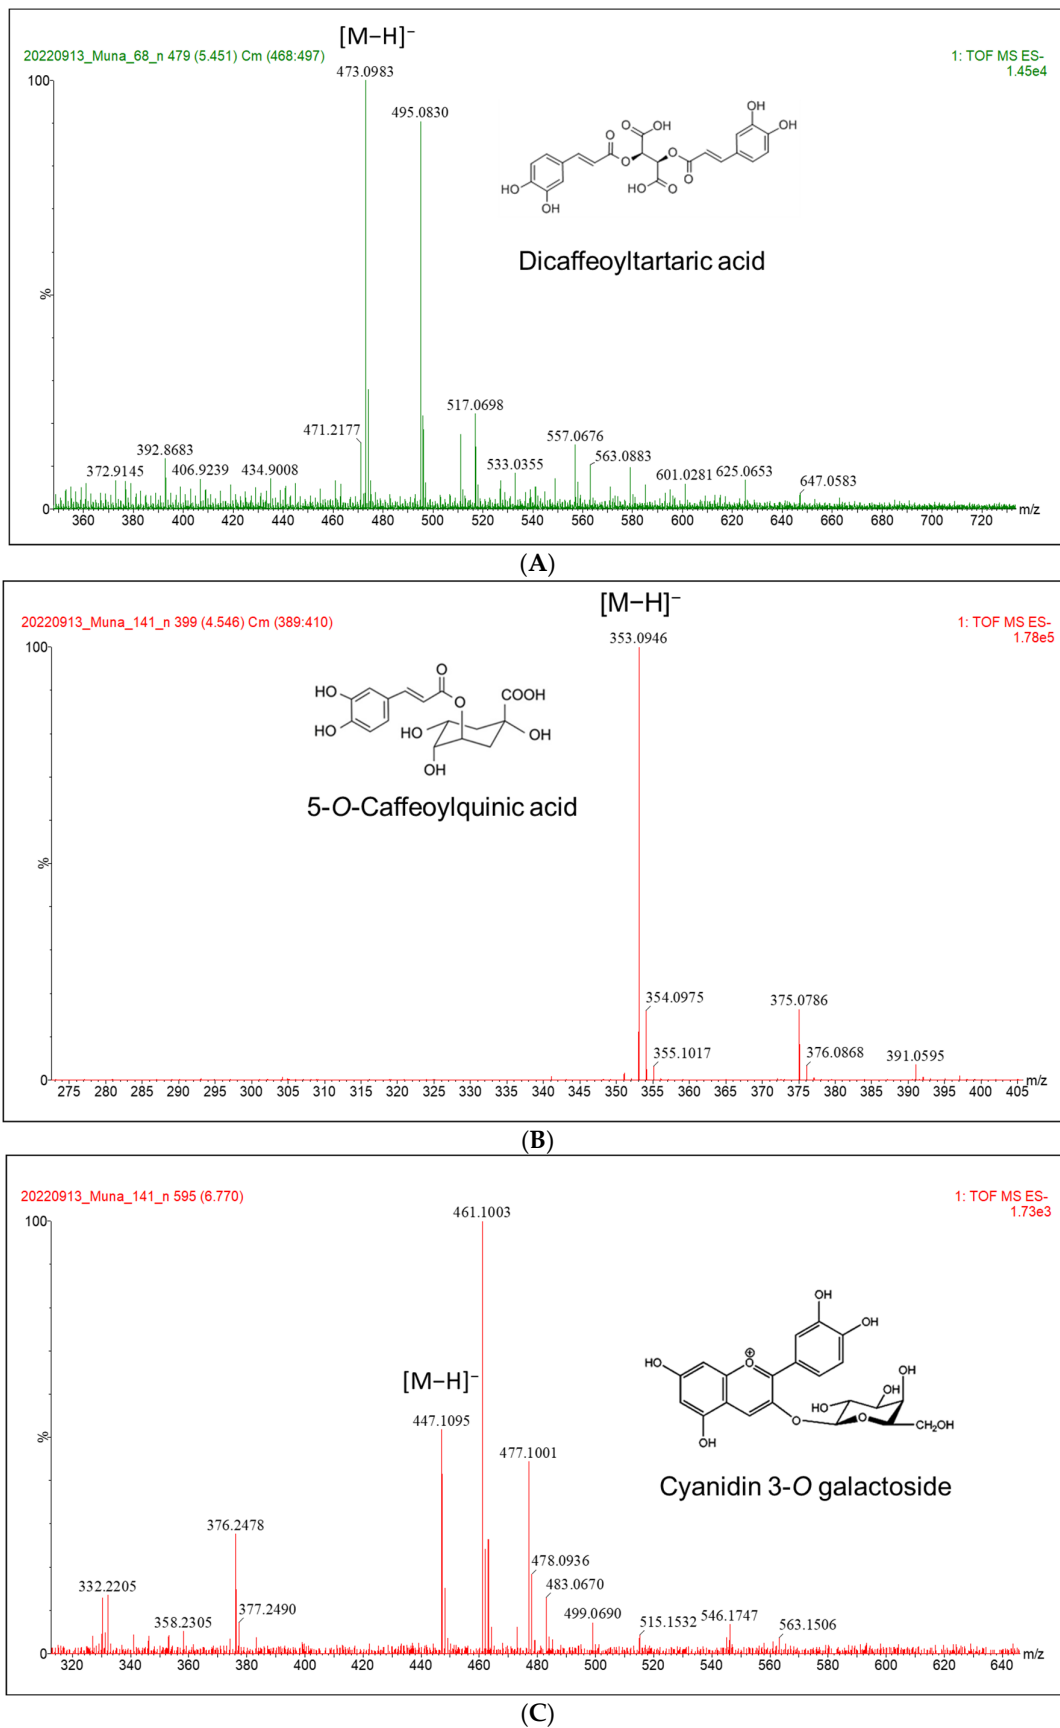 [M−H]⁻
20220913_Muna_68_n 479 (5.451) Cm (468:497)
1: TOF MS ES-
1.45e4
100
%
0
473.0983
495.0830
517.0698
471.2177
557.0676
392.8683
563.0883
372.9145
406.9239
434.9008
533.0355
601.0281
625.0653
647.0583
HO
OH
O
O
O
OH
HO
O
O
O
OH
OH
Dicaffeoyltartaric acid
360 380 400 420 440 460 480 500 520 540 560 580 600 620 640 660 680 700 720 m/z
(A)
[M−H]⁻
20220913_Muna_141_n 399 (4.546) Cm (389:410)
1: TOF MS ES-
1.78e5
100
%
0
353.0946
354.0975
355.1017
375.0786
376.0868
391.0595
O
HO
HO
O
COOH
HO
OH
OH
5-O-Caffeoylquinic acid
275 280 285 290 295 300 305 310 315 320 325 330 335 340 345 350 355 360 365 370 375 380 385 390 395 400 405 m/z
(B)
20220913_Muna_141_n 595 (6.770)
1: TOF MS ES-
1.73e3
100
%
0
461.1003
[M−H]⁻
447.1095
477.1001
376.2478
478.0936
332.2205
483.0670
377.2490
358.2305
499.0690
515.1532
546.1747
563.1506
OH
OH
HO
O
⊕
OH
OH
HO
O
O
CH₂OH
OH
Cyanidin 3-O galactoside
320 340 360 380 400 420 440 460 480 500 520 540 560 580 600 620 640 m/z
(C)